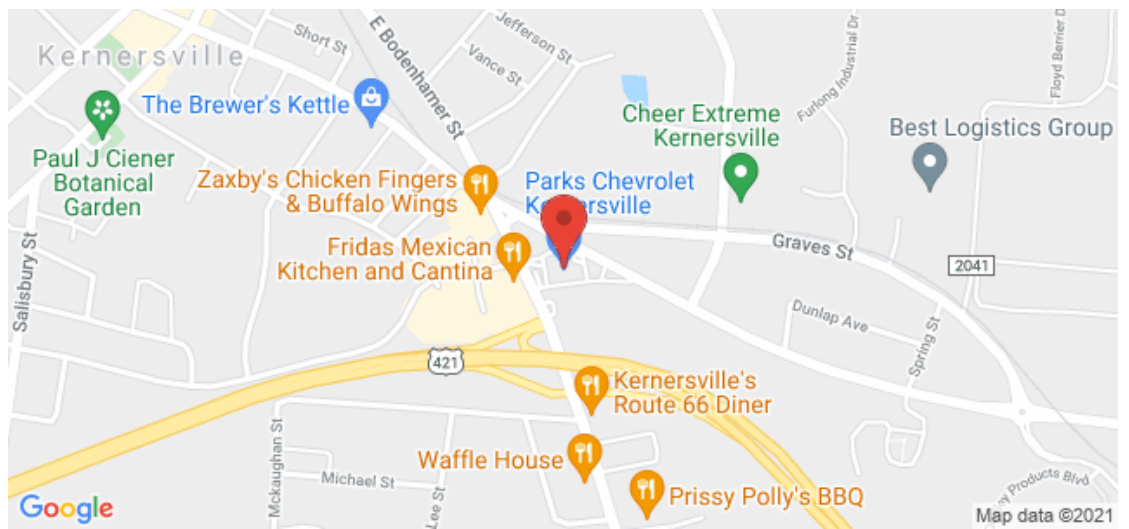 Kernersville
Short St
E Bodenhamer St
Jefferson St
Vance St
The Brewer's Kettle
Cheer Extreme
Kernersville
Furlong Industrial Dr
Floyd Berrier D
Best Logistics Group
Paul J Ciener
Botanical
Garden
Zaxby's Chicken Fingers
& Buffalo Wings
Parks Chevrolet
Kernersville
Fridas Mexican
Kitchen and Cantina
Graves St
2041
Salisbury St
Dunlap Ave
Spring St
421
Kernersville's
Route 66 Diner
Mckaughan St
Waffle House
Michael St
Lee St
Prissy Polly's BBQ
y Products Blvd
Google
Map data ©2021